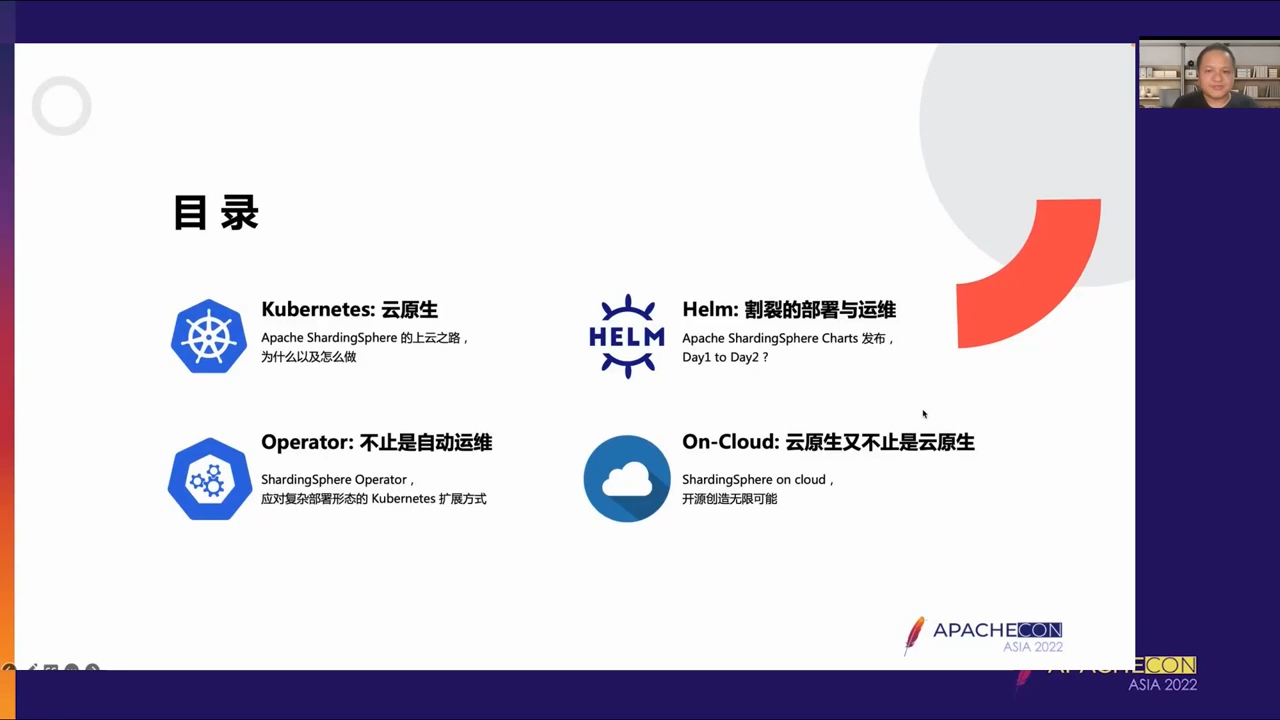 目 录
Kubernetes: 云原生
Apache ShardingSphere 的上云之路，
为什么以及怎么做
HELM
Helm: 割裂的部署与运维
Apache ShardingSphere Charts 发布，
Day1 to Day2 ?
Operator: 不止是自动运维
ShardingSphere Operator，
应对复杂部署形态的 Kubernetes 扩展方式
On-Cloud: 云原生又不止是云原生
ShardingSphere on cloud，
开源创造无限可能
APACHECON
ASIA 2022
APACHECON
ASIA 2022